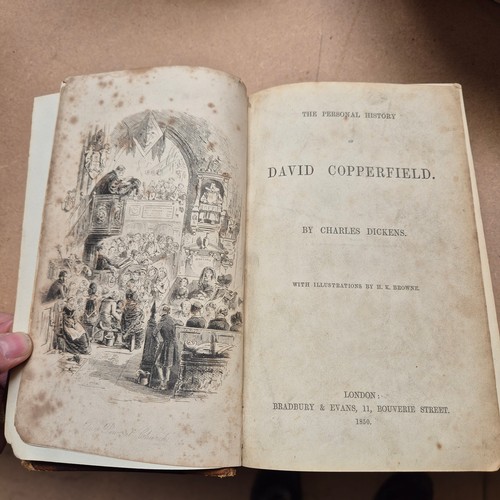 THE PERSONAL HISTORY
DAVID COPPERFIELD.
BY CHARLES DICKENS.
WITH ILLUSTRATIONS BY H. K. BROWNE.
LONDON:
BRADBURY & EVANS, 11, BOUVERIE STREET.
1850.